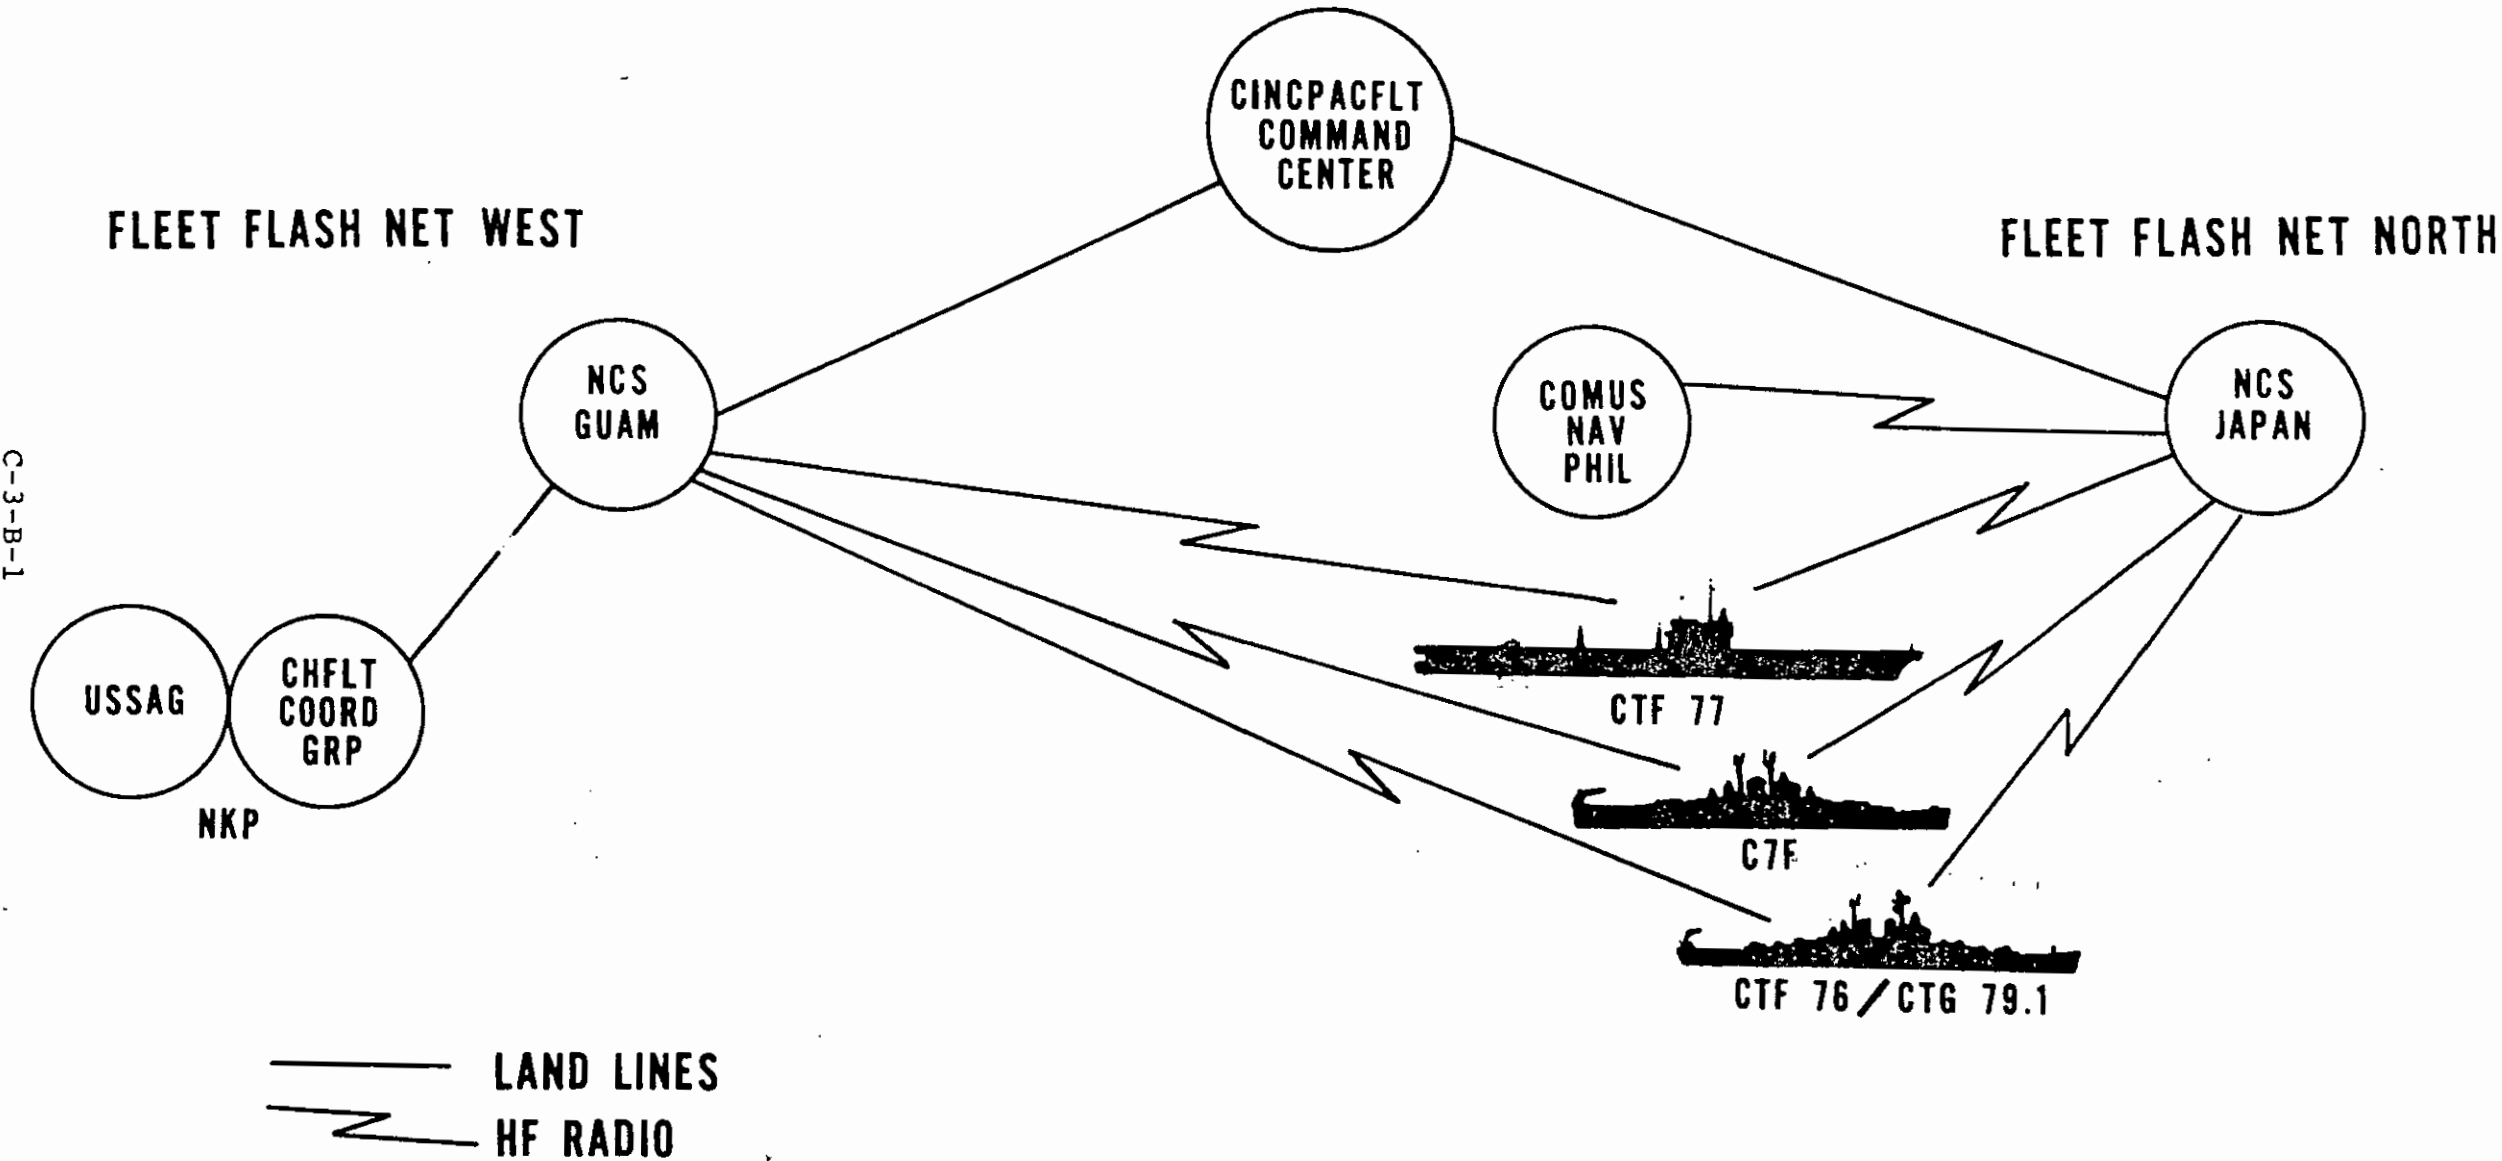 CINCPACFLT
COMMAND
CENTER
FLEET FLASH NET WEST
FLEET FLASH NET NORTH
NCS
GUAM
COMUS
NAV
PHIL
NCS
JAPAN
C-3-B-1
USSAG
CHFLT
COORD
GRP
NKP
CTF 77
C7F
CTF 76/CTG 79.1
LAND LINES
HF RADIO